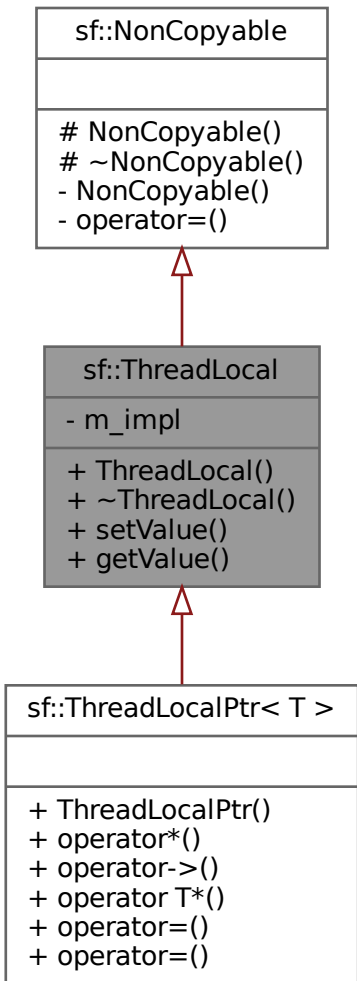 sf::NonCopyable
# NonCopyable()
# ~NonCopyable()
- NonCopyable()
- operator=()
sf::ThreadLocal
- m_impl
+ ThreadLocal()
+ ~ThreadLocal()
+ setValue()
+ getValue()
sf::ThreadLocalPtr< T >
+ ThreadLocalPtr()
+ operator*()
+ operator->()
+ operator T*()
+ operator=()
+ operator=()